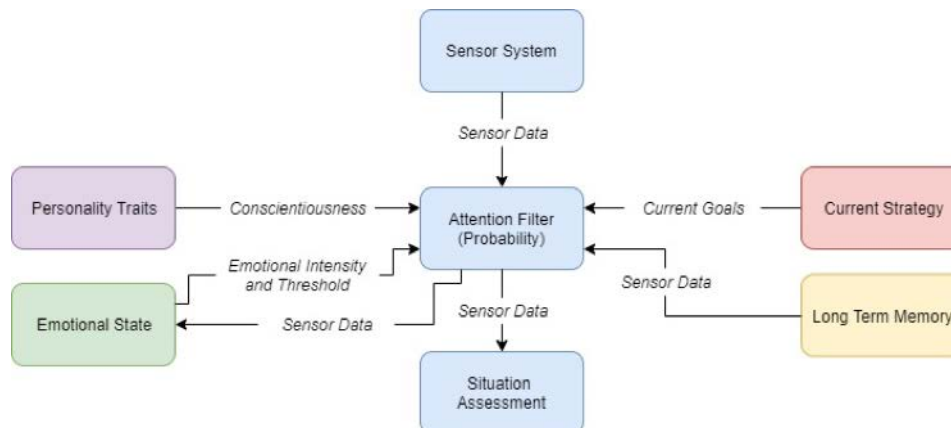 Sensor System
Sensor Data
Personality Traits
Conscientiousness
Attention Filter
(Probability)
Current Goals
Current Strategy
Emotional Intensity
and Threshold
Sensor Data
Emotional State
Sensor Data
Sensor Data
Long Term Memory
Situation
Assessment